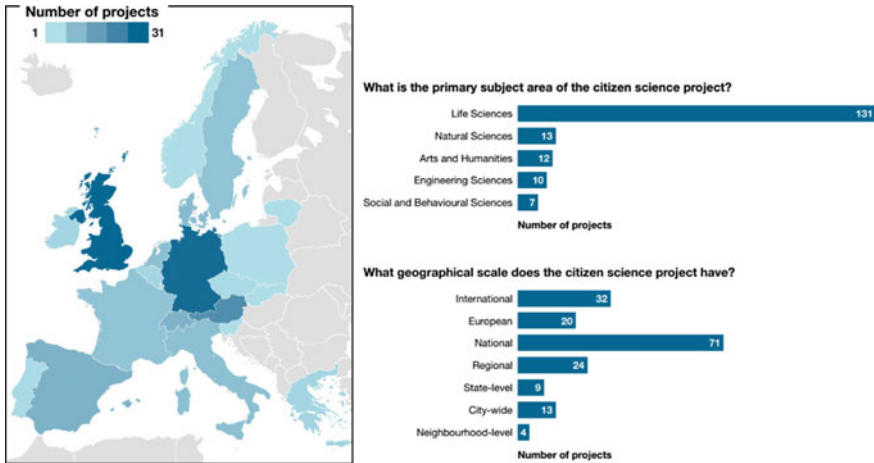 Number of projects
1 31
What is the primary subject area of the citizen science project?
Life Sciences 131
Natural Sciences 13
Arts and Humanities 12
Engineering Sciences 10
Social and Behavioural Sciences 7
Number of projects
What geographical scale does the citizen science project have?
International 32
European 20
National 71
Regional 24
State-level 9
City-wide 13
Neighbourhood-level 4
Number of projects